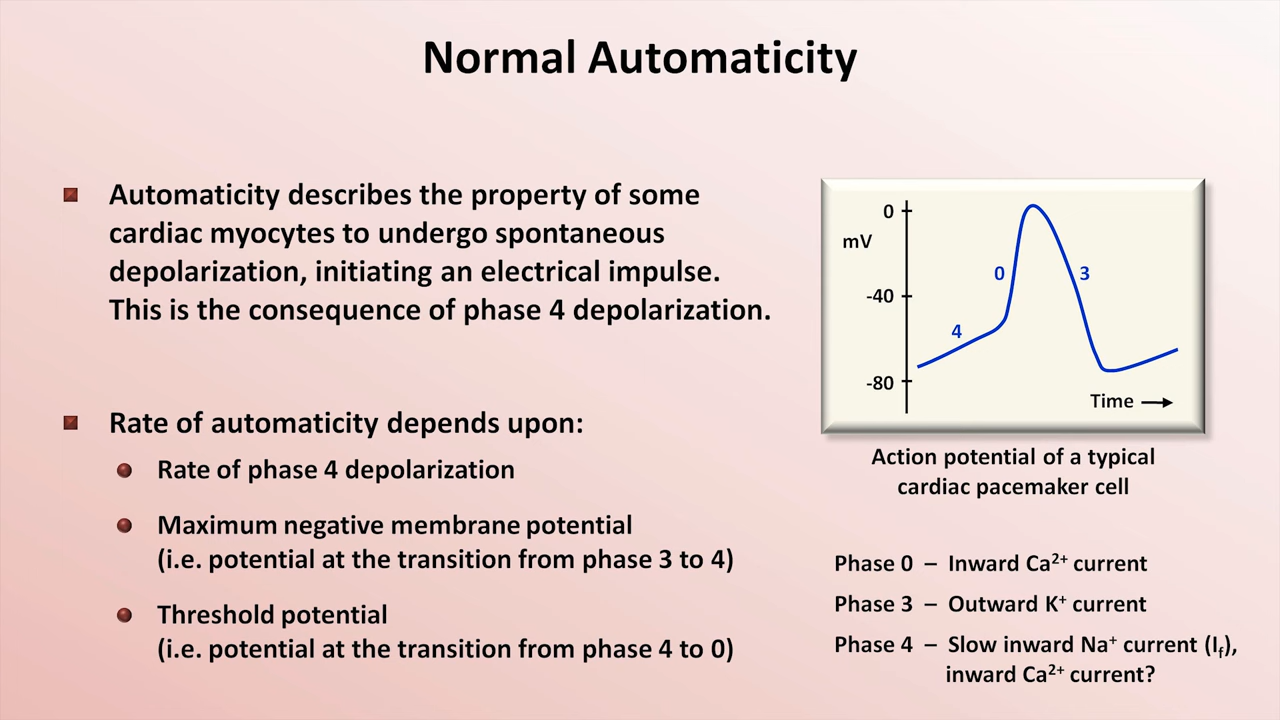 Normal Automaticity
Automaticity describes the property of some
cardiac myocytes to undergo spontaneous
depolarization, initiating an electrical impulse.
This is the consequence of phase 4 depolarization.
Rate of automaticity depends upon:
Rate of phase 4 depolarization
Maximum negative membrane potential
(i.e. potential at the transition from phase 3 to 4)
Threshold potential
(i.e. potential at the transition from phase 4 to 0)
0
mV
-40
-80
4
0
3
Time
Action potential of a typical
cardiac pacemaker cell
Phase 0 – Inward Ca²⁺ current
Phase 3 – Outward K⁺ current
Phase 4 – Slow inward Na⁺ current (If),
inward Ca²⁺ current?